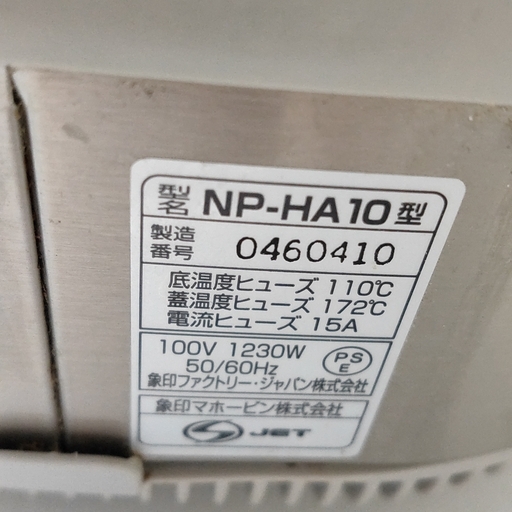 型名 NP-HA10型
製造番号 0460410
底温度ヒューズ 110℃
蓋温度ヒューズ 172℃
電流ヒューズ 15A
100V 1230W
50/60Hz
PSE
象印ファクトリー・ジャパン株式会社
象印マホービン株式会社
JET